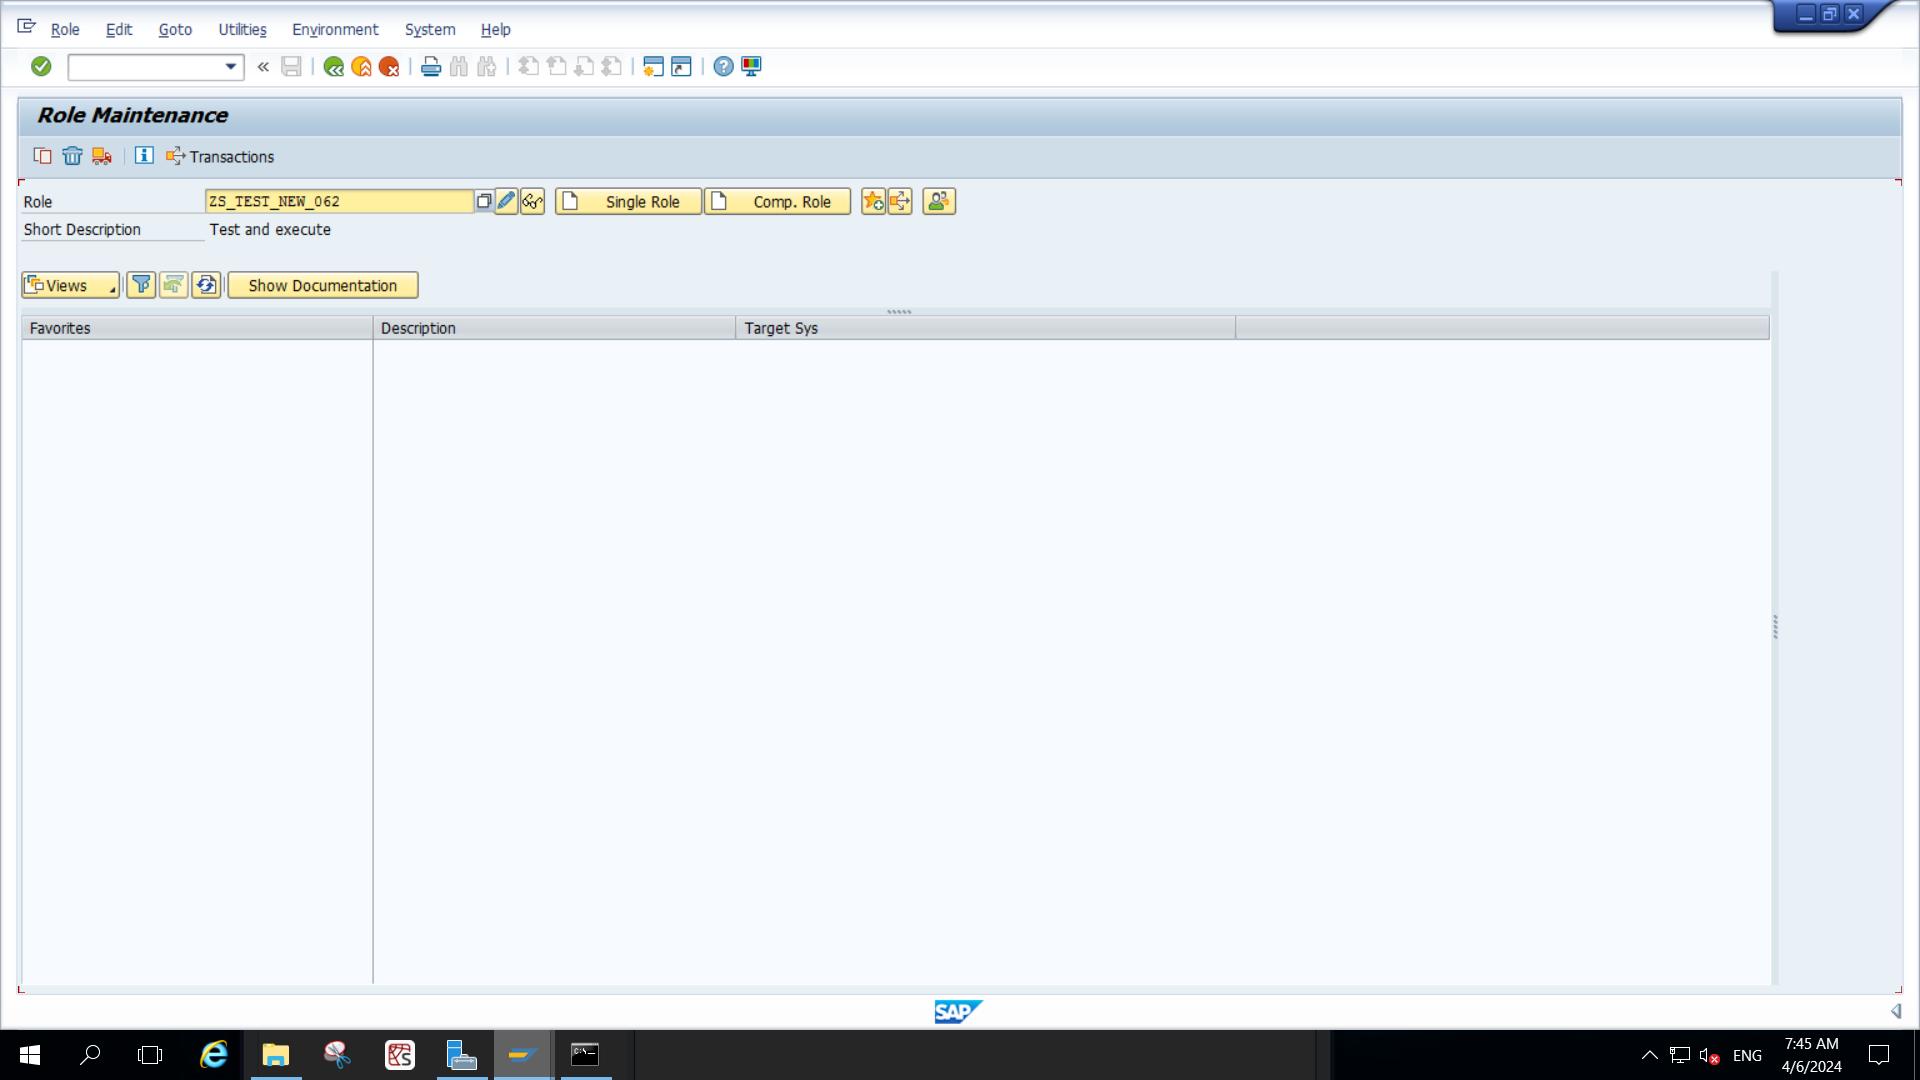 Role Edit Goto Utilities Environment System Help
Role Maintenance
Transactions
Role ZS_TEST_NEW_062 Single Role Comp. Role
Short Description Test and execute
Views Show Documentation
Favorites Description Target Sys
SAP
ENG 7:45 AM
4/6/2024